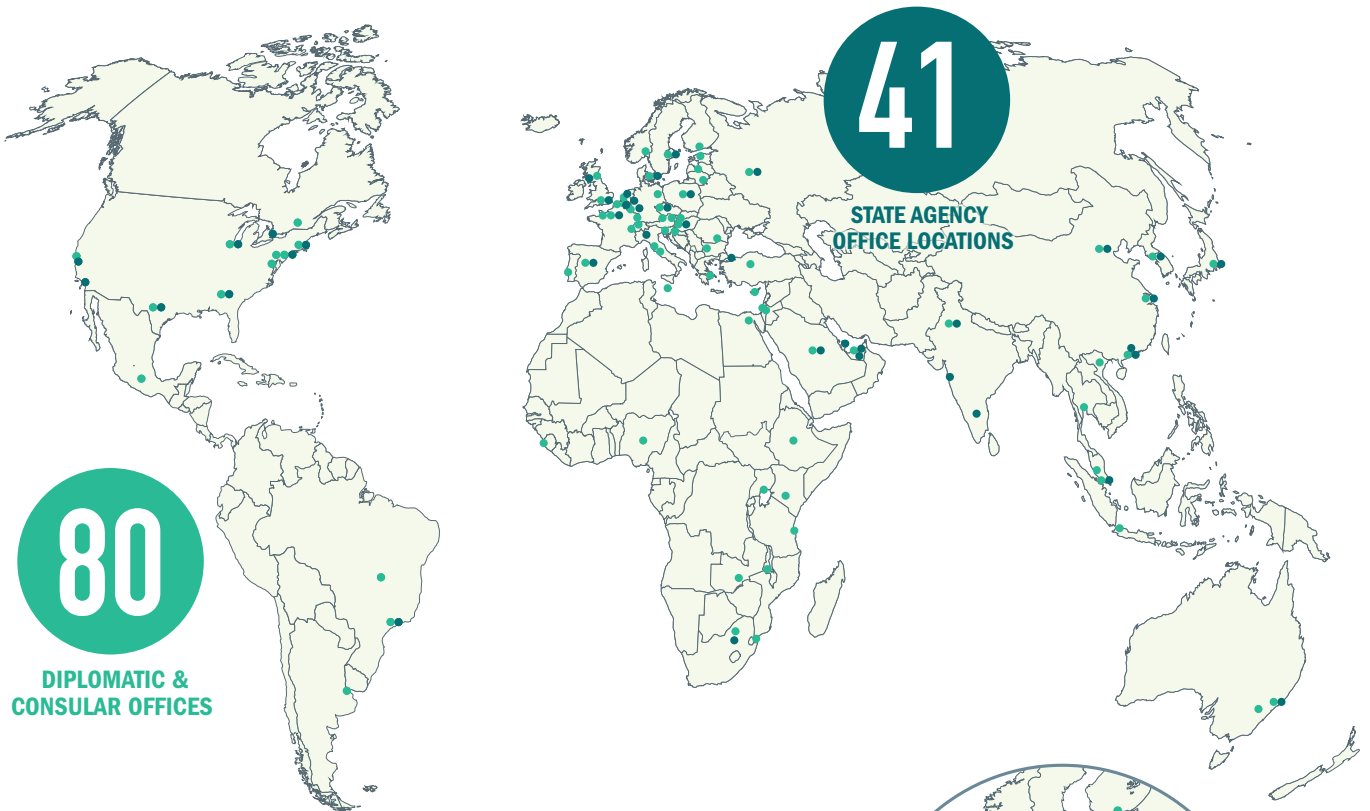 41
STATE AGENCY
OFFICE LOCATIONS
80
DIPLOMATIC &
CONSULAR OFFICES